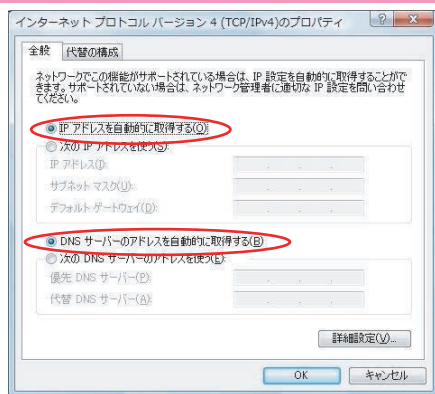 インターネット プロトコル バージョン 4 (TCP/IPv4)のプロパティ
全般
代替の構成
ネットワークでこの機能がサポートされている場合は、IP 設定を自動的に取得することがで
きます。サポートされていない場合は、ネットワーク管理者に適切な IP 設定を問い合わせ
てください。
IP アドレスを自動的に取得する(O)
次の IP アドレスを使う(S):
IP アドレス(I):
サブネット マスク(U):
デフォルト ゲートウェイ(D):
DNS サーバーのアドレスを自動的に取得する(B)
次の DNS サーバーのアドレスを使う(E):
優先 DNS サーバー(P):
代替 DNS サーバー(A):
詳細設定(V)...
OK
キャンセル